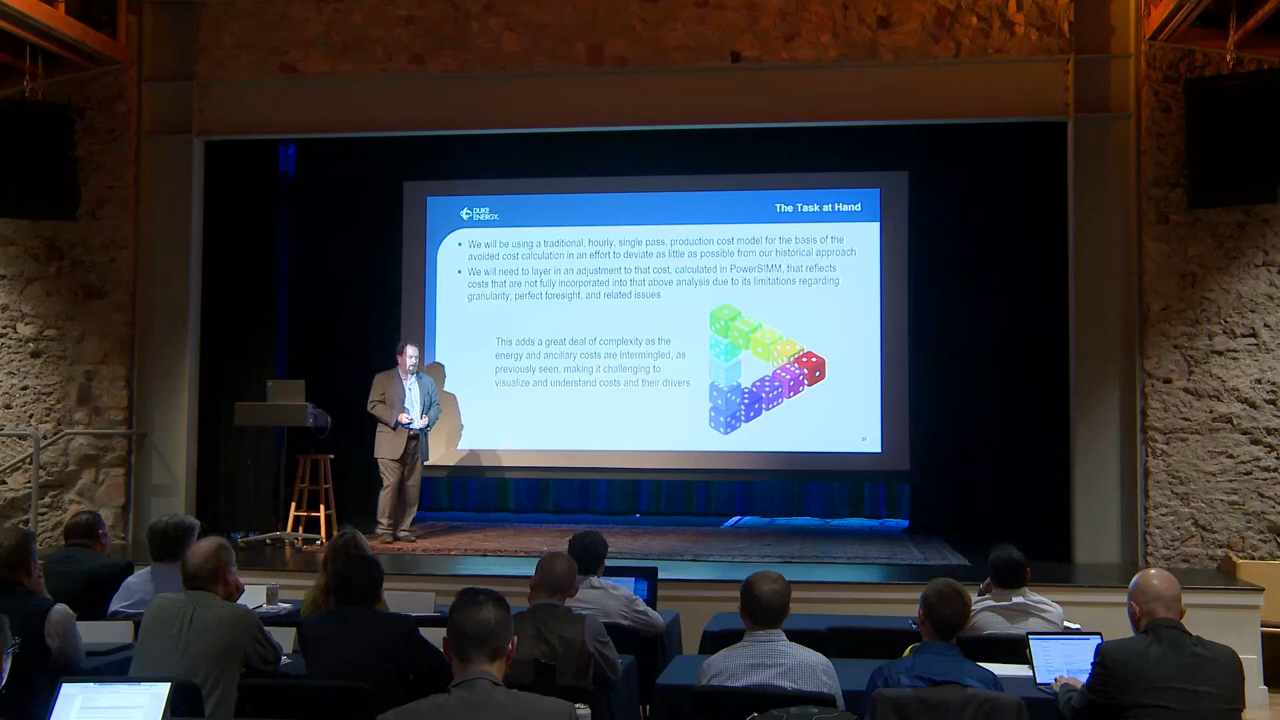 DUKE
ENERGY.
The Task at Hand
• We will be using a traditional, hourly, single pass, production cost model for the basis of the
avoided cost calculation in an effort to deviate as little as possible from our historical approach
• We will need to layer in an adjustment to that cost, calculated in PowerSIMM, that reflects
costs that are not fully incorporated into that above analysis due to its limitations regarding
granularity, perfect foresight, and related issues
This adds a great deal of complexity as the
energy and ancillary costs are intermingled, as
previously seen, making it challenging to
visualize and understand costs and their drivers